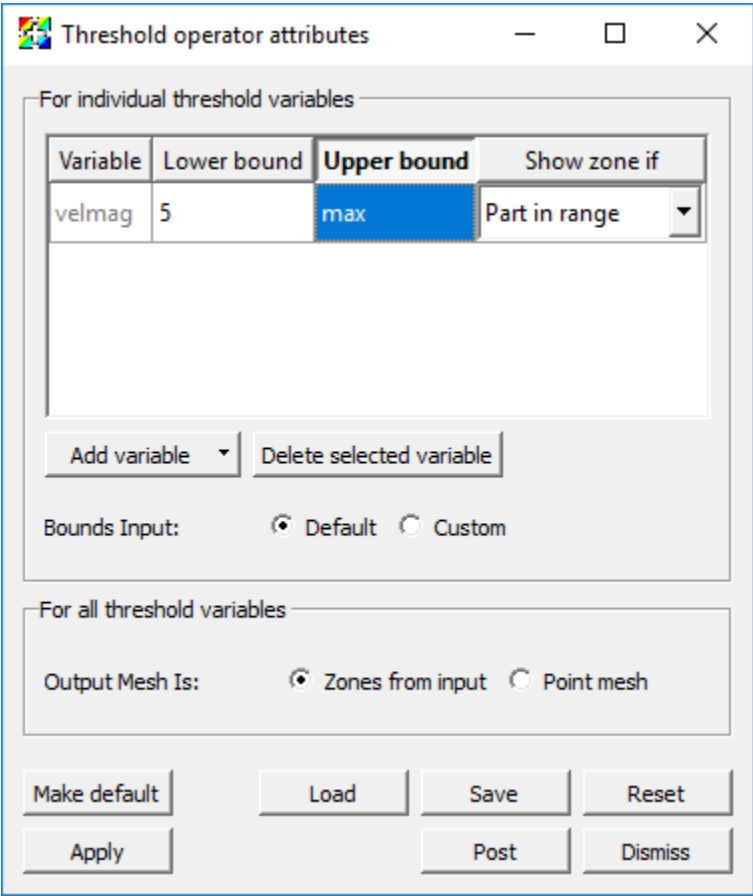 Threshold operator attributes
For individual threshold variables
Variable Lower bound Upper bound Show zone if
velmag 5 max Part in range
Add variable Delete selected variable
Bounds Input: Default Custom
For all threshold variables
Output Mesh Is: Zones from input Point mesh
Make default Load Save Reset
Apply Post Dismiss